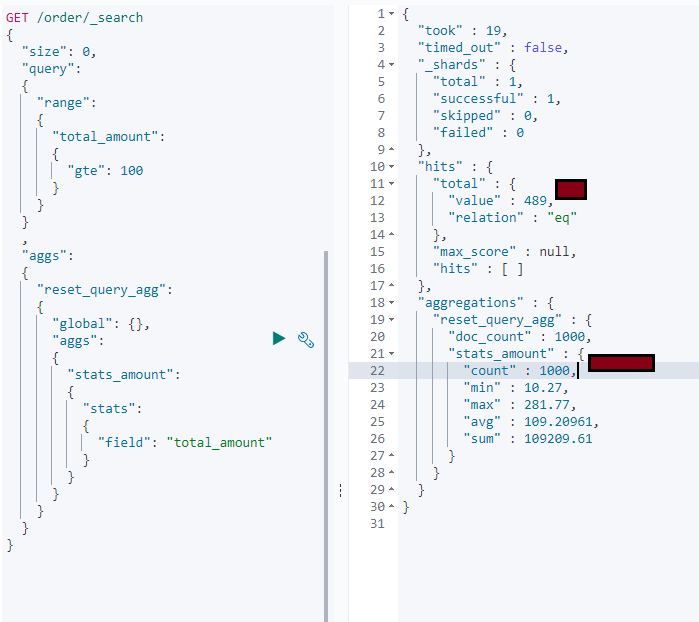 GET /order/_search
{
  "size": 0,
  "query":
  {
    "range":
    {
      "total_amount":
      {
        "gte": 100
      }
    }
  }
  ,
  "aggs":
  {
    "reset_query_agg":
    {
      "global": {},
      "aggs":
      {
        "stats_amount":
        {
          "stats":
          {
            "field": "total_amount"
          }
        }
      }
    }
  }
}
1 {
2   "took" : 19,
3   "timed_out" : false,
4   "_shards" : {
5     "total" : 1,
6     "successful" : 1,
7     "skipped" : 0,
8     "failed" : 0
9   },
10   "hits" : {
11     "total" : {
12       "value" : 489,
13       "relation" : "eq"
14     },
15     "max_score" : null,
16     "hits" : [ ]
17   },
18   "aggregations" : {
19     "reset_query_agg" : {
20       "doc_count" : 1000,
21       "stats_amount" : {
22         "count" : 1000,
23         "min" : 10.27,
24         "max" : 281.77,
25         "avg" : 109.20961,
26         "sum" : 109209.61
27       }
28     }
29   }
30 }
31